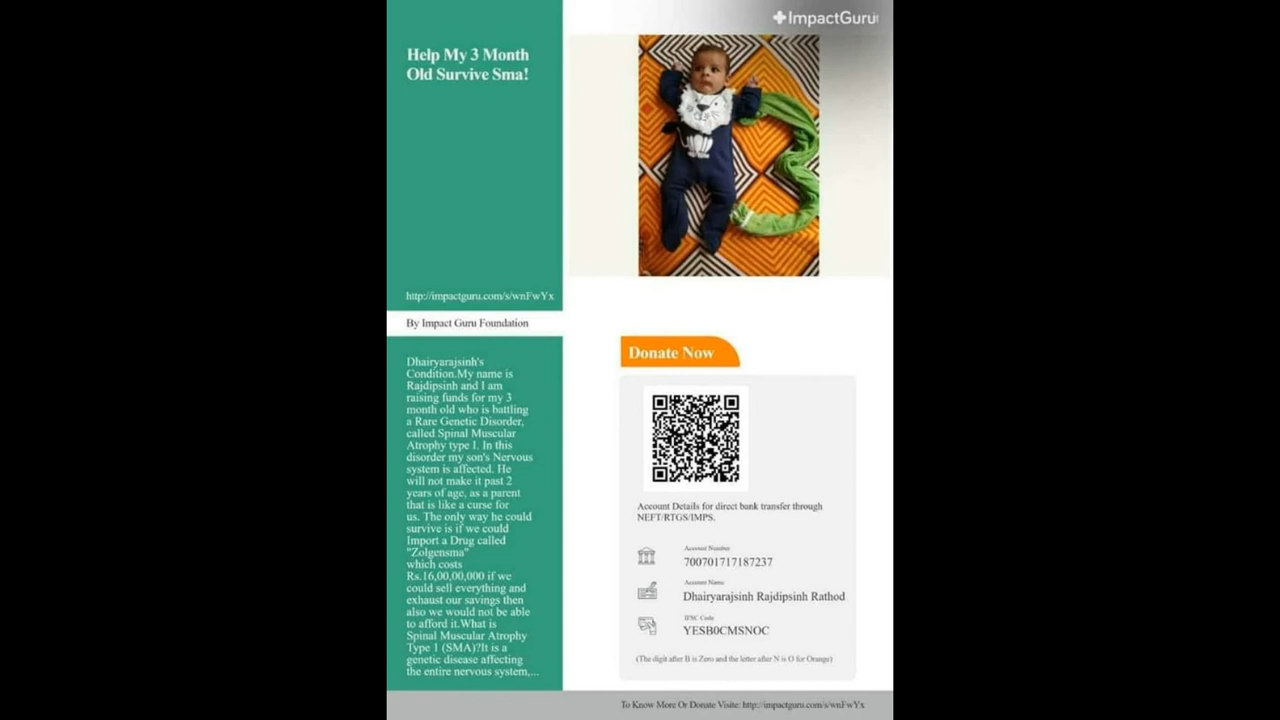 ImpactGuru
Help My 3 Month
Old Survive Sma!
http://impactguru.com/s/wnFwYx
By Impact Guru Foundation
Dhairyarajsinh's
Condition.My name is
Rajdipsinh and I am
raising funds for my 3
month old who is battling
a Rare Genetic Disorder,
called Spinal Muscular
Atrophy type I. In this
disorder my son's Nervous
system is affected. He
will not make it past 2
years of age, as a parent
that is like a curse for
us. The only way he could
survive is if we could
Import a Drug called
"Zolgensma"
which costs
Rs.16,00,00,000 if we
could sell everything and
exhaust our savings then
also we would not be able
to afford it.What is
Spinal Muscular Atrophy
Type 1 (SMA)?It is a
genetic disease affecting
the entire nervous system,...
Donate Now
Account Details for direct bank transfer through
NEFT/RTGS/IMPS.
Account Number
700701717187237
Account Name
Dhairyarajsinh Rajdipsinh Rathod
IFSC Code
YESB0CMSNOC
(The digit after B is Zero and the letter after N is O for Orange)
To Know More Or Donate Visite: http://impactguru.com/s/wnFwYx